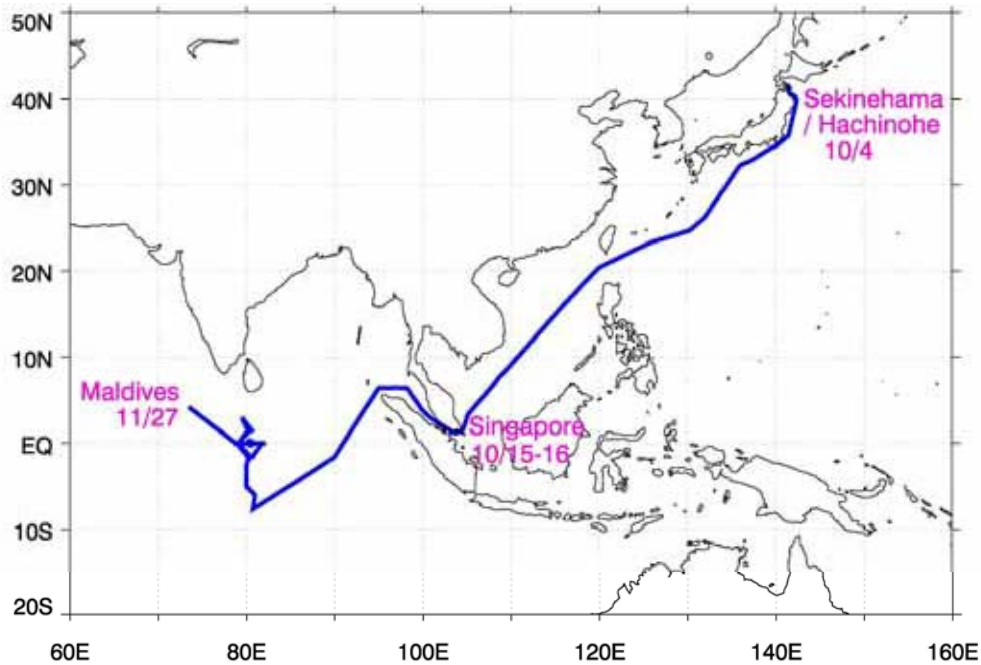 50N
40N
30N
20N
10N
EQ
10S
20S
60E 80E 100E 120E 140E 160E
Sekinehama
/ Hachinohe
10/4
Maldives
11/27
Singapore
10/15-16